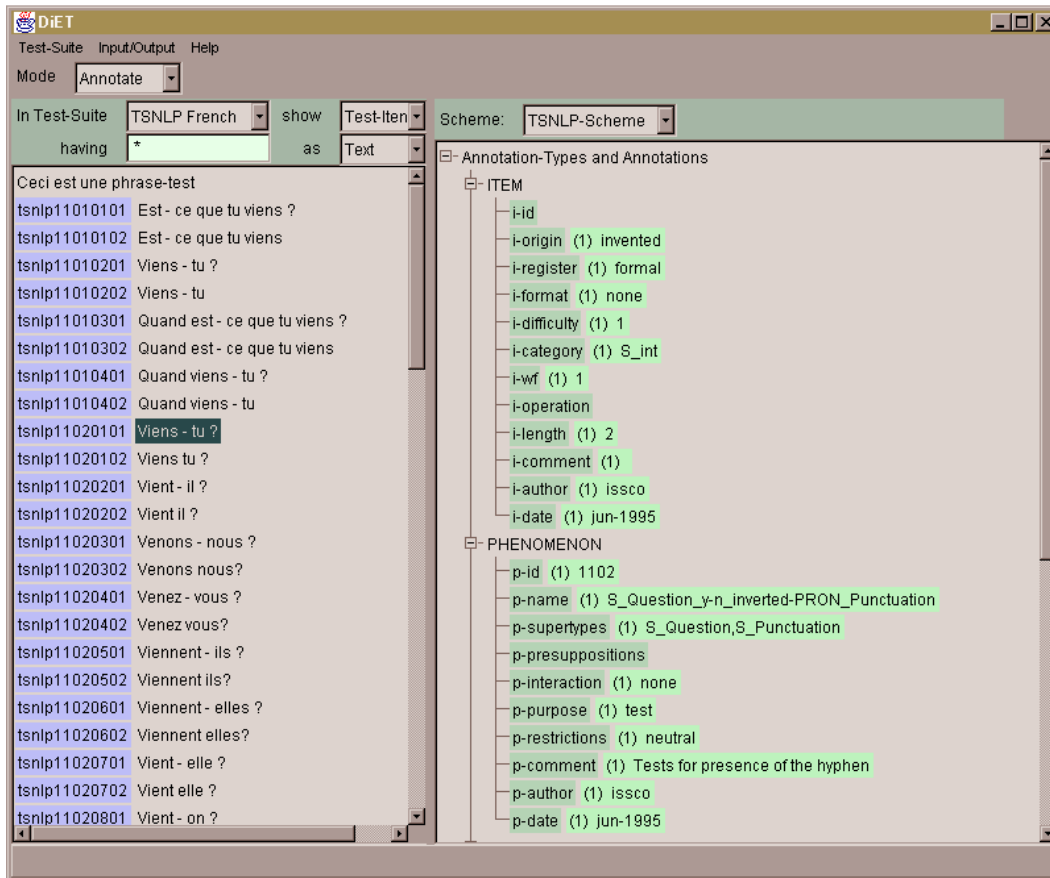 DiET
Test-Suite Input/Output Help
Mode Annotate
In Test-Suite TSNLP French show Test-Iten
having * as Text
Ceci est une phrase-test
tsnlp11010101 Est - ce que tu viens ?
tsnlp11010102 Est - ce que tu viens
tsnlp11010201 Viens - tu ?
tsnlp11010202 Viens - tu
tsnlp11010301 Quand est - ce que tu viens ?
tsnlp11010302 Quand est - ce que tu viens
tsnlp11010401 Quand viens - tu ?
tsnlp11010402 Quand viens - tu
tsnlp11020101 Viens - tu ?
tsnlp11020102 Viens tu ?
tsnlp11020201 Vient - il ?
tsnlp11020202 Vient il ?
tsnlp11020301 Venons - nous ?
tsnlp11020302 Venons nous?
tsnlp11020401 Venez - vous ?
tsnlp11020402 Venez vous?
tsnlp11020501 Viennent - ils ?
tsnlp11020502 Viennent ils?
tsnlp11020601 Viennent - elles ?
tsnlp11020602 Viennent elles?
tsnlp11020701 Vient - elle ?
tsnlp11020702 Vient elle ?
tsnlp11020801 Vient - on ?
Scheme: TSNLP-Scheme
Annotation-Types and Annotations
ITEM
i-id
i-origin (1) invented
i-register (1) formal
i-format (1) none
i-difficulty (1) 1
i-category (1) S_int
i-wf (1) 1
i-operation
i-length (1) 2
i-comment (1)
i-author (1) issco
i-date (1) jun-1995
PHENOMENON
p-id (1) 1102
p-name (1) S_Question_y-n_inverted-PRON_Punctuation
p-supertypes (1) S_Question,S_Punctuation
p-presuppositions
p-interaction (1) none
p-purpose (1) test
p-restrictions (1) neutral
p-comment (1) Tests for presence of the hyphen
p-author (1) issco
p-date (1) jun-1995